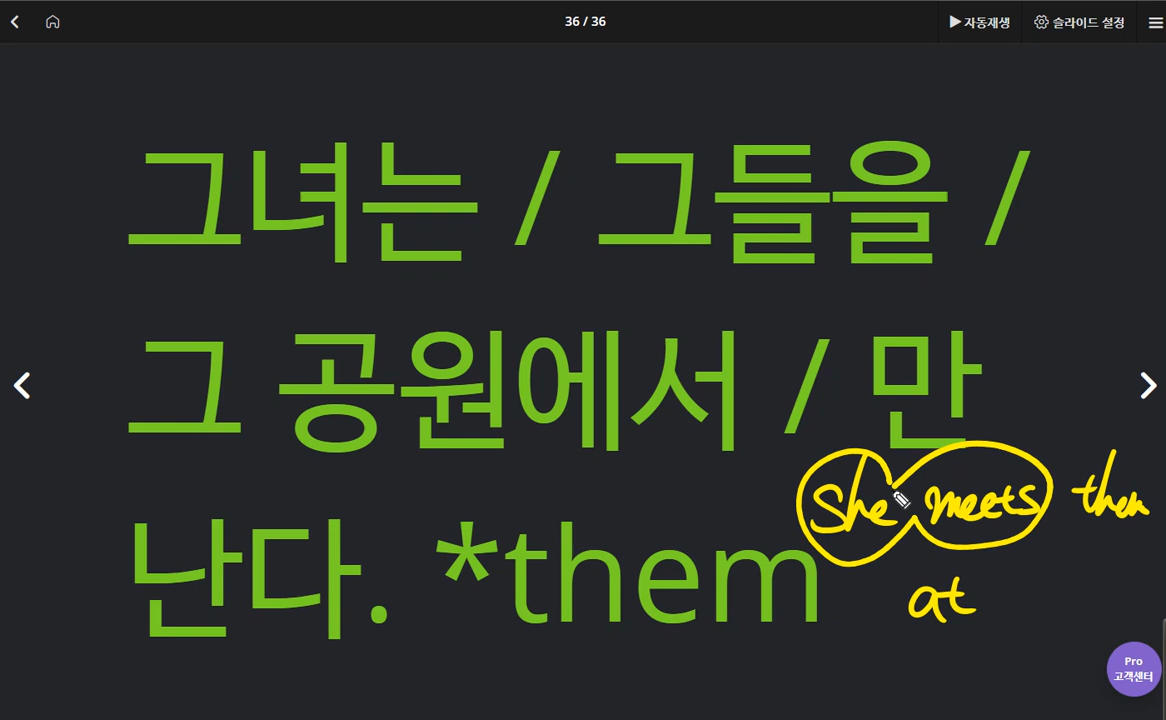 36 / 36
▶ 자동재생
슬라이드 설정
그녀는 / 그들을 /
그 공원에서 / 만
난다. *them
she meets them
at
Pro
고객센터